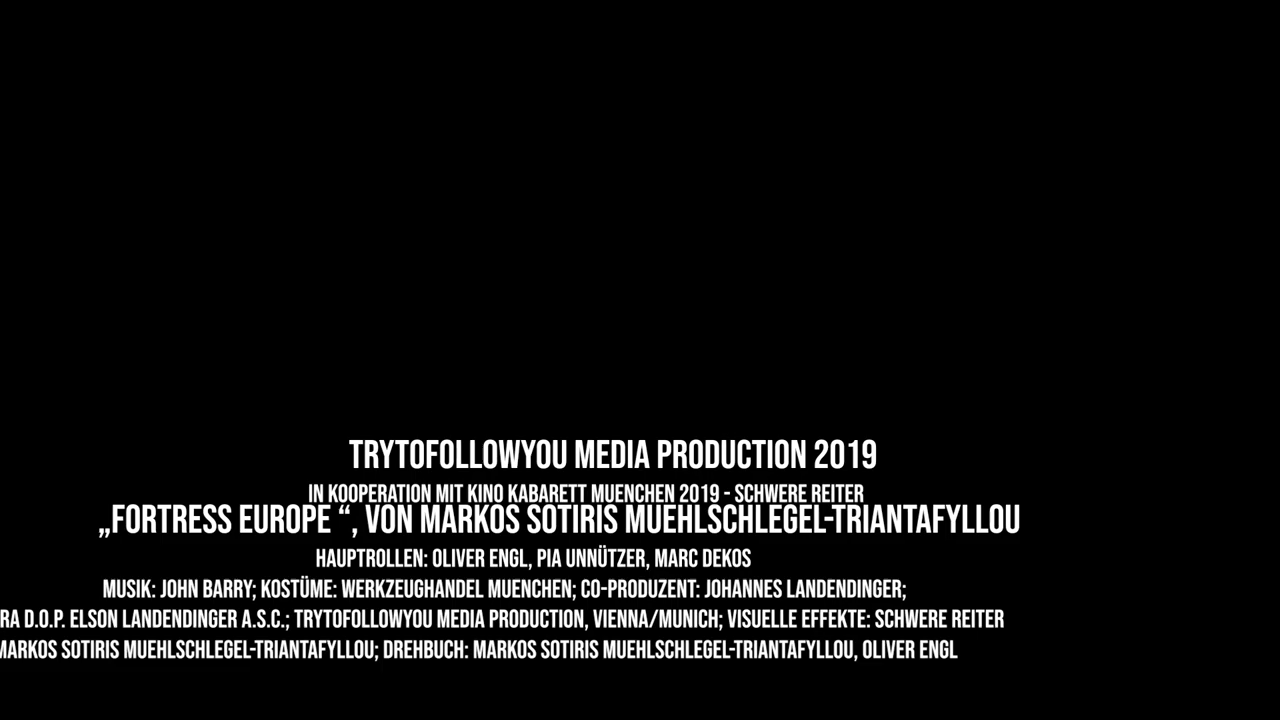 TRYTOFOLLOWYOU MEDIA PRODUCTION 2019
IN KOOPERATION MIT KINO KABARETT MUENCHEN 2019 - SCHWERE REITER
„FORTRESS EUROPE “, VON MARKOS SOTIRIS MUEHLSCHLEGEL-TRIANTAFYLLOU
HAUPTROLLEN: OLIVER ENGL, PIA UNNÜTZER, MARC DEKOS
MUSIK: JOHN BARRY; KOSTÜME: WERKZEUGHANDEL MUENCHEN; CO-PRODUZENT: JOHANNES LANDENDINGER;
RA D.O.P. ELSON LANDENDINGER A.S.C.; TRYTOFOLLOWYOU MEDIA PRODUCTION, VIENNA/MUNICH; VISUELLE EFFEKTE: SCHWERE REITER
MARKOS SOTIRIS MUEHLSCHLEGEL-TRIANTAFYLLOU; DREHBUCH: MARKOS SOTIRIS MUEHLSCHLEGEL-TRIANTAFYLLOU, OLIVER ENGL